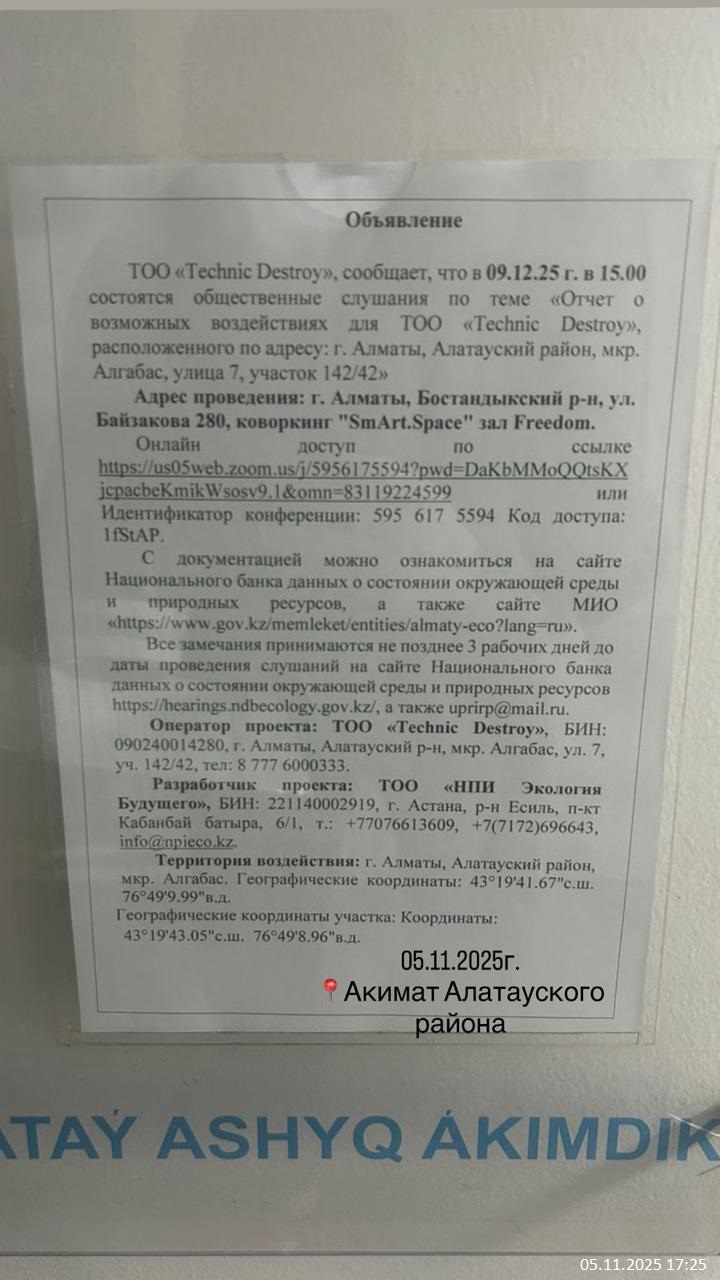 Объявление
ТОО «Technic Destroy», сообщает, что в 09.12.25 г. в 15.00
состоятся общественные слушания по теме «Отчет о
возможных воздействиях для ТОО «Technic Destroy»,
расположенного по адресу: г. Алматы, Алатауский район, мкр.
Алгабас, улица 7, участок 142/42»
Адрес проведения: г. Алматы, Бостандыкский р-н, ул.
Байзакова 280, коворкинг "SmArt.Space" зал Freedom.
Онлайн доступ по ссылке
https://us05web.zoom.us/j/5956175594?pwd=DaKbMMoQQtsKX
jcpacbeKmikWsosv9.1&omn=83119224599 или
Идентификатор конференции: 595 617 5594 Код доступа:
1fStAP.
С документацией можно ознакомиться на сайте
Национального банка данных о состоянии окружающей среды
и природных ресурсов, а также сайте МИО
«https://www.gov.kz/memleket/entities/almaty-eco?lang=ru».
Все замечания принимаются не позднее 3 рабочих дней до
даты проведения слушаний на сайте Национального банка
данных о состоянии окружающей среды и природных ресурсов
https://hearings.ndbecology.gov.kz/, а также uprirp@mail.ru.
Оператор проекта: ТОО «Technic Destroy», БИН:
090240014280, г. Алматы, Алатауский р-н, мкр. Алгабас, ул. 7,
уч. 142/42, тел: 8 777 6000333.
Разработчик проекта: ТОО «НПИ Экология
Будущего», БИН: 221140002919, г. Астана, р-н Есиль, п-кт
Кабанбай батыра, 6/1, т.: +77076613609, +7(7172)696643,
info@npieco.kz.
Территория воздействия: г. Алматы, Алатауский район,
мкр. Алгабас. Географические координаты: 43°19'41.67"с.ш.
76°49'9.99"в.д.
Географические координаты участка: Координаты:
43°19'43.05"с.ш. 76°49'8.96"в.д.
05.11.2025г.
Акимат Алатауского
района
ATAÝ ASHYQ ÁKIMDIK
05.11.2025 17:25